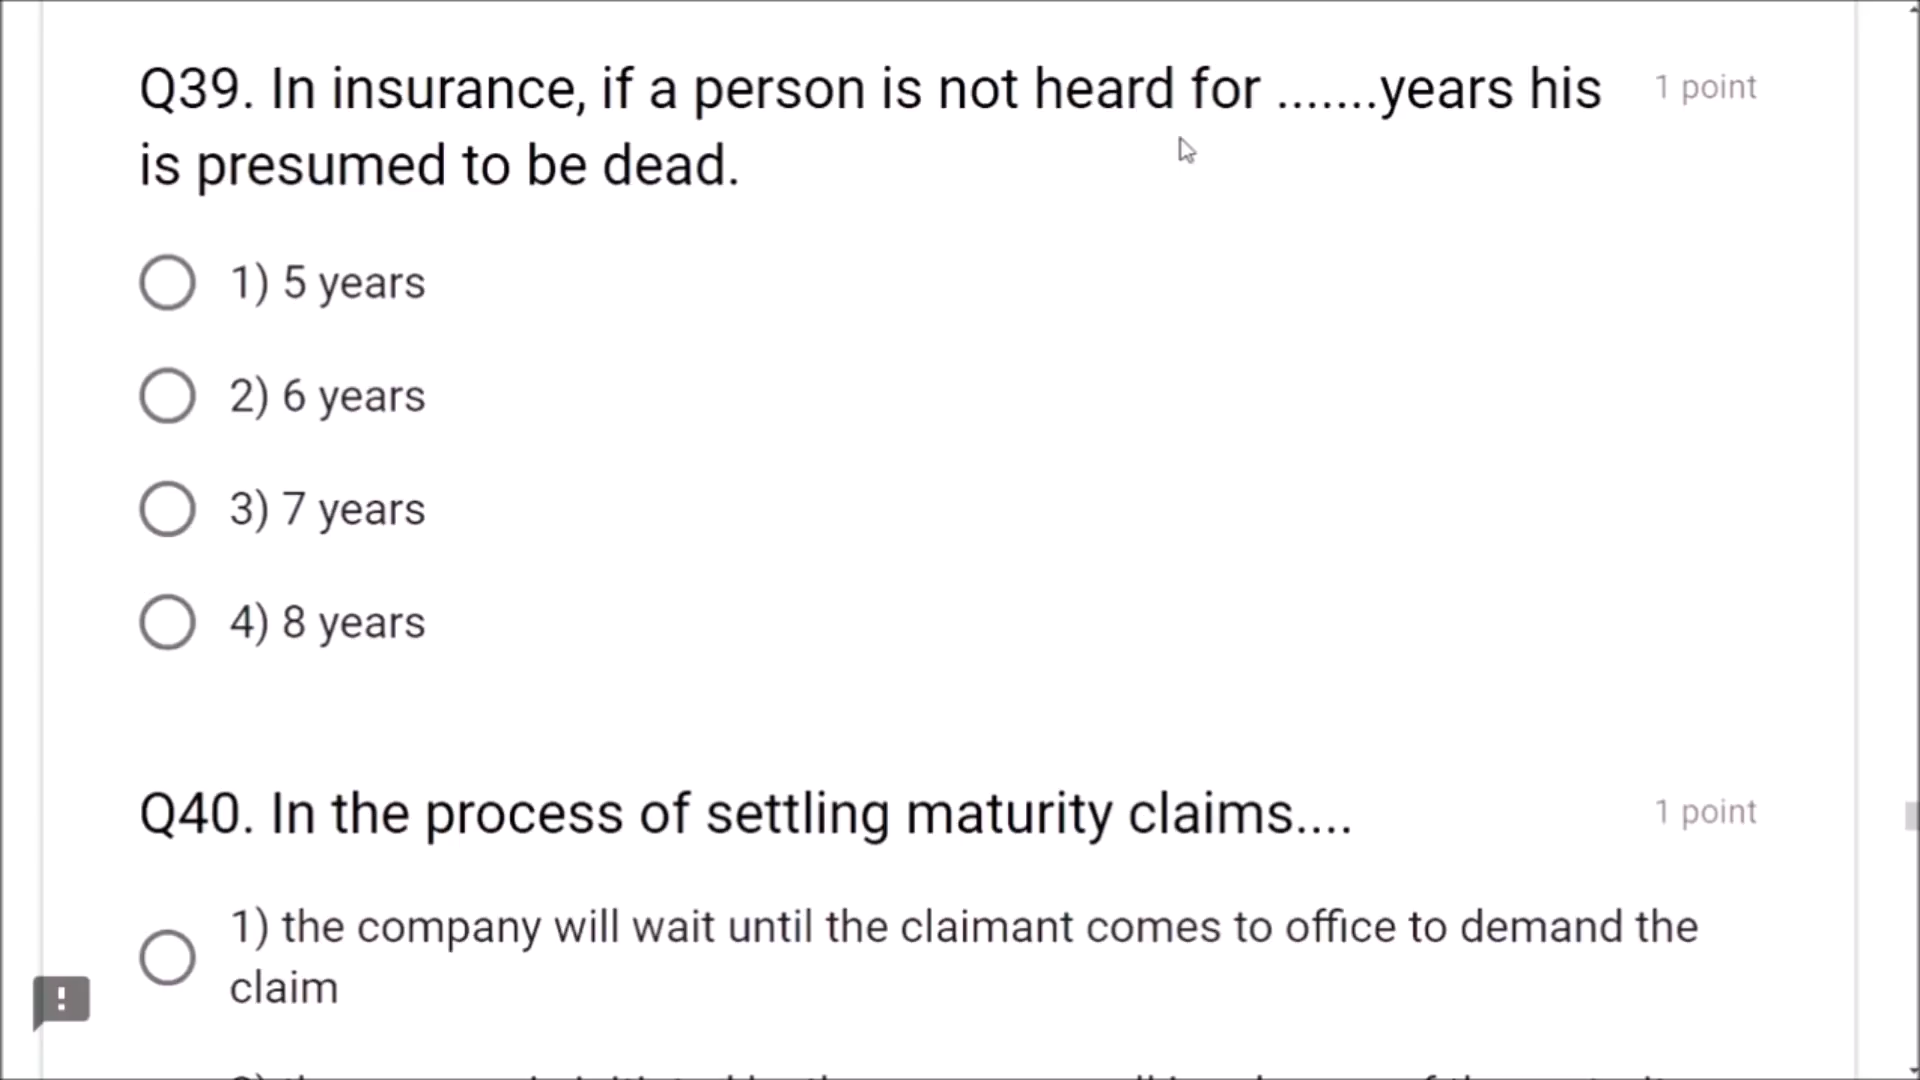 Q39. In insurance, if a person is not heard for .......years his
1 point
is presumed to be dead.
1) 5 years
2) 6 years
3) 7 years
4) 8 years
Q40. In the process of settling maturity claims....
1 point
1) the company will wait until the claimant comes to office to demand the
claim